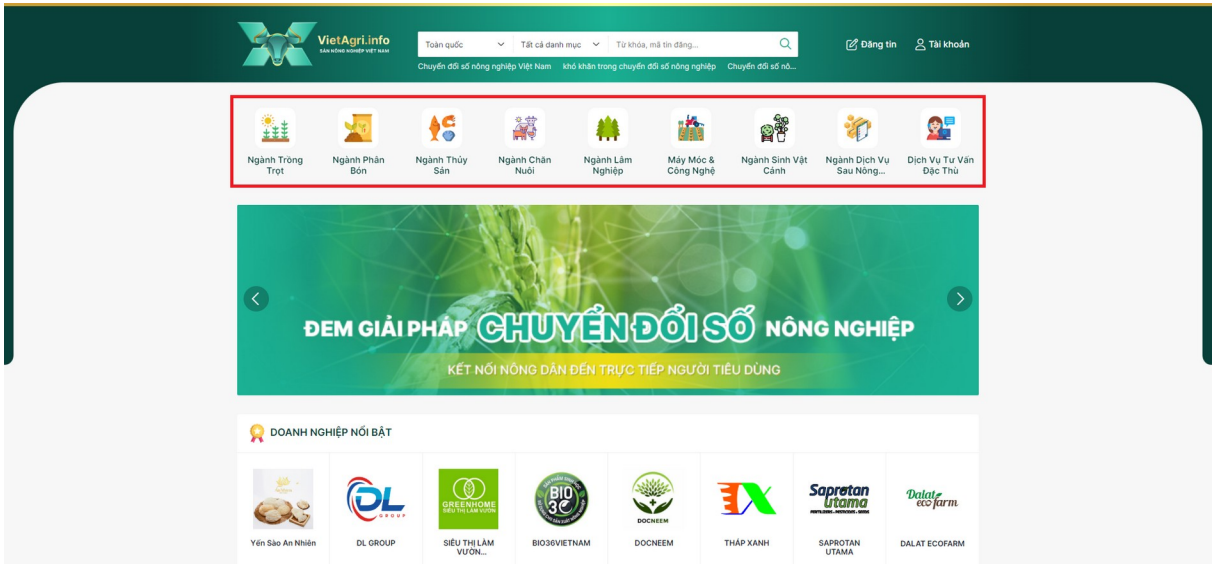 VietAgri.info
SÀN NÔNG NGHIỆP VIỆT NAM
Toàn quốc
Tất cả danh mục
Từ khóa, mã tin đăng...
Đăng tin
Tài khoản
Chuyển đổi số nông nghiệp Việt Nam
khó khăn trong chuyển đổi số nông nghiệp
Chuyển đổi số nô...
Ngành Trồng
Trọt
Ngành Phân
Bón
Ngành Thủy
Sản
Ngành Chăn
Nuôi
Ngành Lâm
Nghiệp
Máy Móc &
Công Nghệ
Ngành Sinh Vật
Cảnh
Ngành Dịch Vụ
Sau Nông...
Dịch Vụ Tư Vấn
Đặc Thù
ĐEM GIẢI PHÁP CHUYỂN ĐỔI SỐ NÔNG NGHIỆP
KẾT NỐI NÔNG DÂN ĐẾN TRỰC TIẾP NGƯỜI TIÊU DÙNG
DOANH NGHIỆP NỔI BẬT
DL
GROUP
GREENHOME
SIÊU THỊ LÀM VƯỜN
BIO
36
DOCNEEM
Saprotan
Utama
Dalat
eco farm
Yến Sào An Nhiên
DL GROUP
SIÊU THỊ LÀM
VƯỜN...
BIO36VIETNAM
DOCNEEM
THÁP XANH
SAPROTAN
UTAMA
DALAT ECOFARM